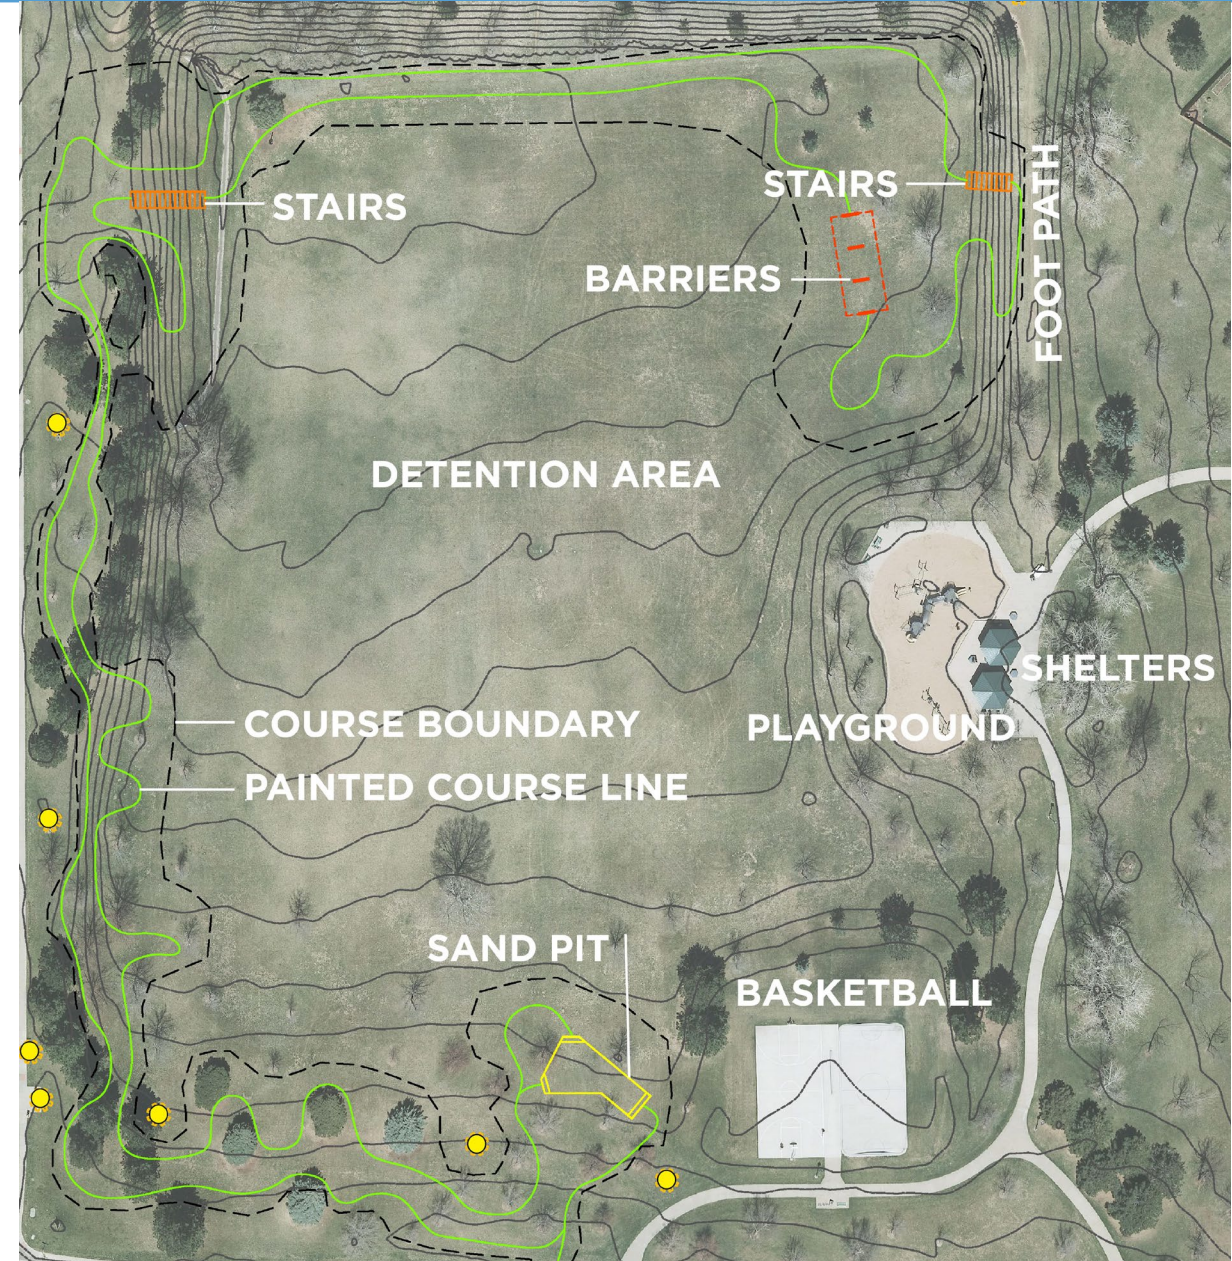 STAIRS
STAIRS
FOOT PATH
BARRIERS
DETENTION AREA
SHELTERS
COURSE BOUNDARY
PLAYGROUND
PAINTED COURSE LINE
SAND PIT
BASKETBALL